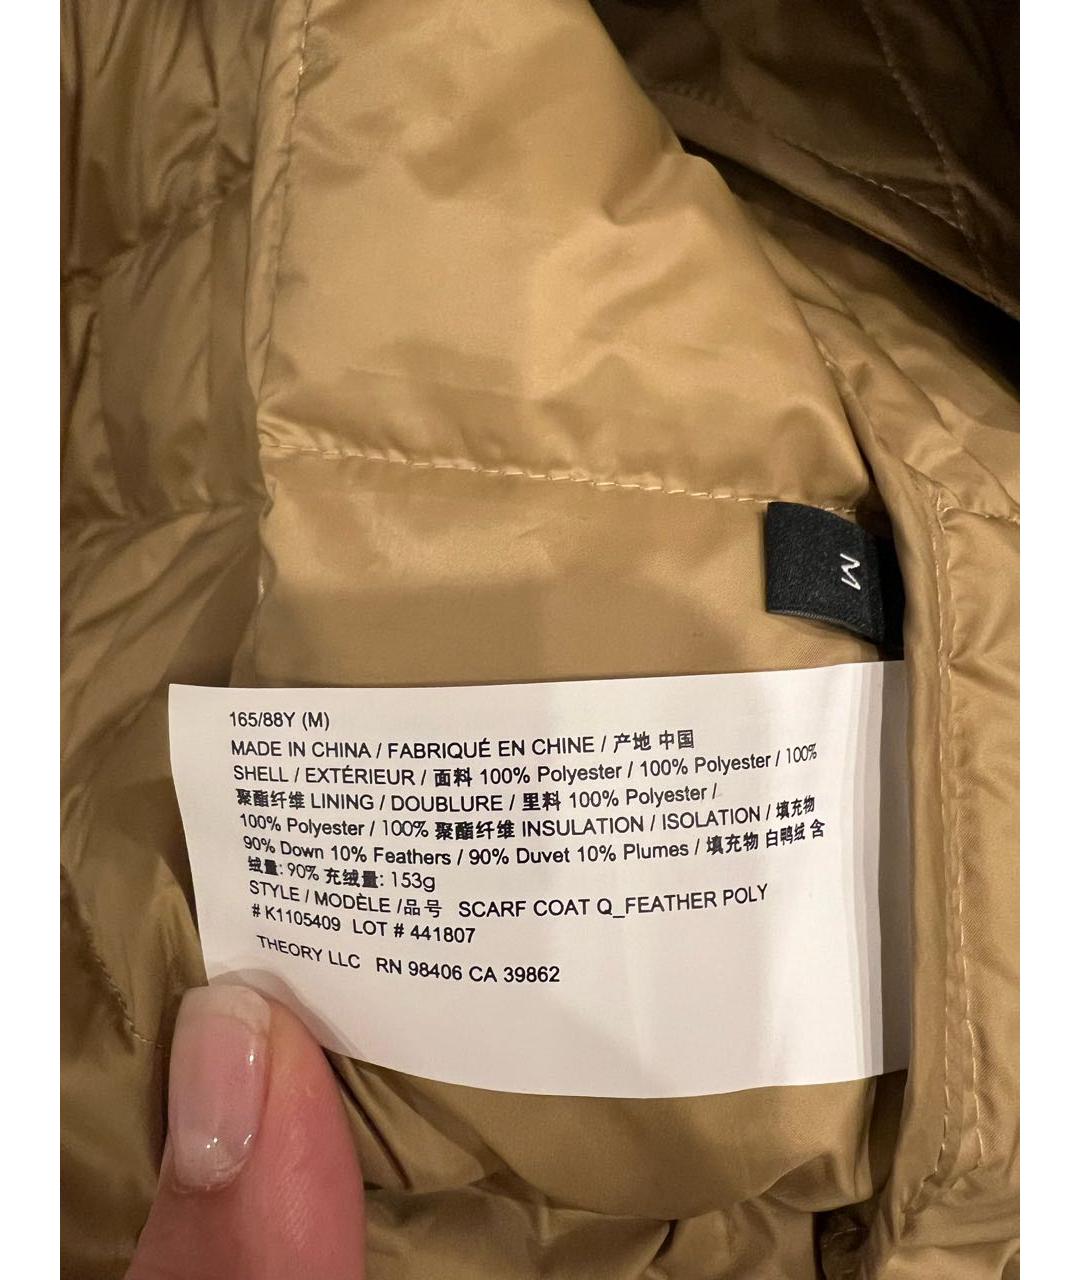 M
165/88Y (M)
MADE IN CHINA / FABRIQUÉ EN CHINE / 产地 中国
SHELL / EXTÉRIEUR / 面料 100% Polyester / 100% Polyester / 100%
聚酯纤维 LINING / DOUBLURE / 里料 100% Polyester /
100% Polyester / 100% 聚酯纤维 INSULATION / ISOLATION / 填充物
90% Down 10% Feathers / 90% Duvet 10% Plumes / 填充物 白鸭绒 含
绒量: 90% 充绒量: 153g
STYLE / MODÈLE /品号 SCARF COAT Q_FEATHER POLY
# K1105409 LOT # 441807
THEORY LLC RN 98406 CA 39862